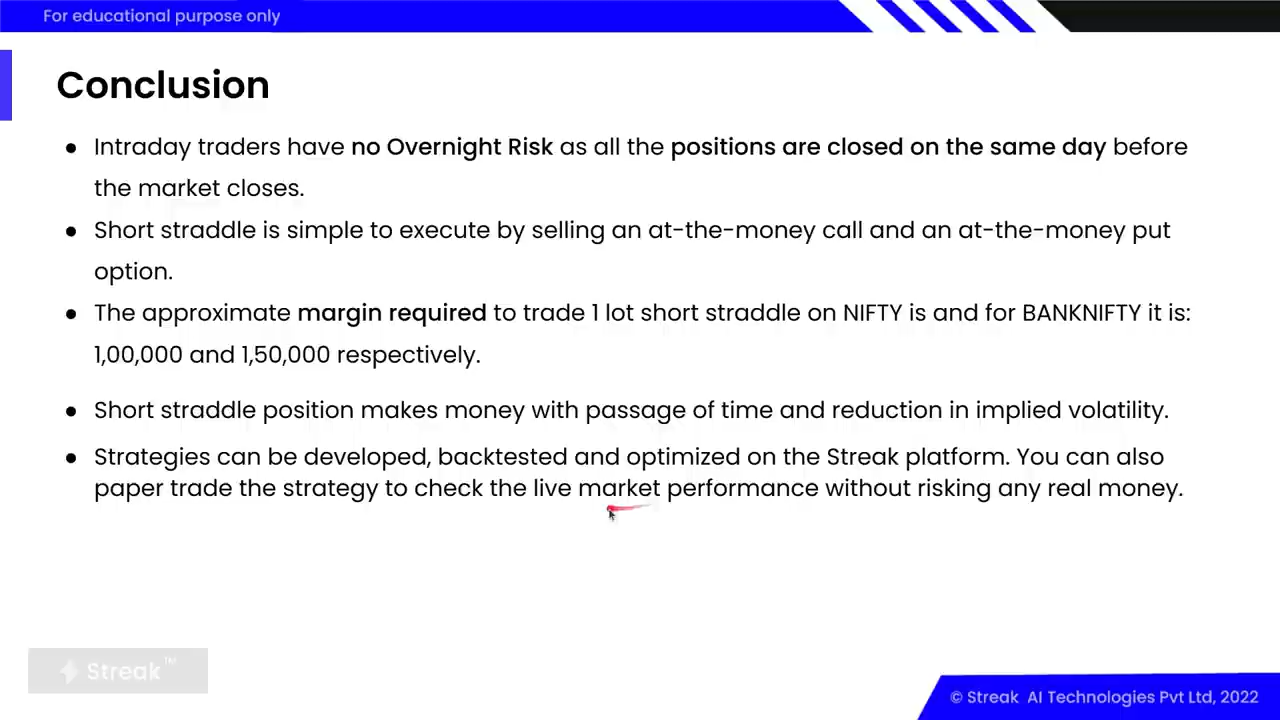 For educational purpose only
Conclusion
● Intraday traders have no Overnight Risk as all the positions are closed on the same day before
the market closes.
● Short straddle is simple to execute by selling an at-the-money call and an at-the-money put
option.
● The approximate margin required to trade 1 lot short straddle on NIFTY is and for BANKNIFTY it is:
1,00,000 and 1,50,000 respectively.
● Short straddle position makes money with passage of time and reduction in implied volatility.
● Strategies can be developed, backtested and optimized on the Streak platform. You can also
paper trade the strategy to check the live market performance without risking any real money.
Streak™
© Streak AI Technologies Pvt Ltd, 2022